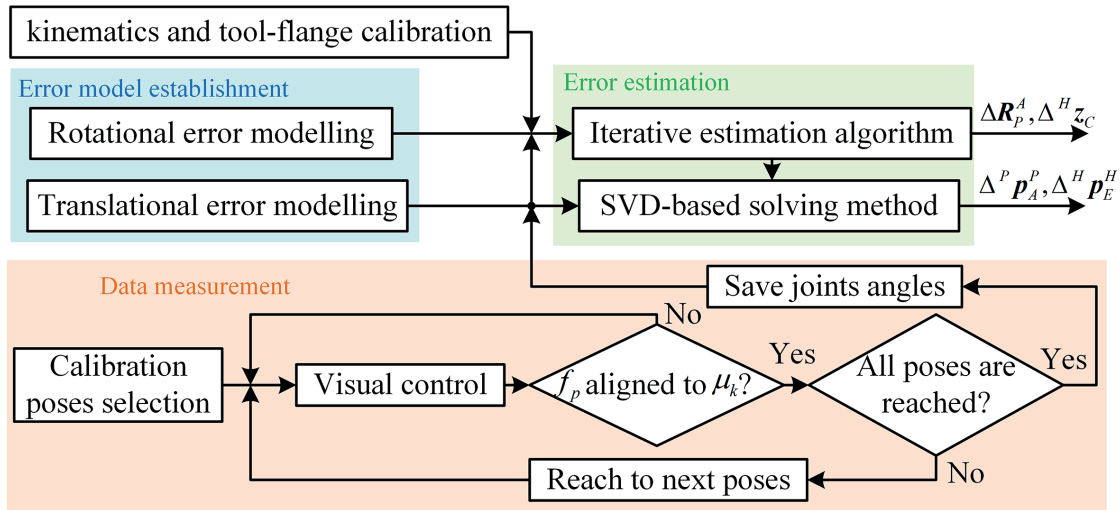 kinematics and tool-flange calibration
Error model establishment
Rotational error modelling
Translational error modelling
Error estimation
Iterative estimation algorithm
SVD-based solving method
ΔR_P^A, Δ^H z_C
Δ^P p_A^P, Δ^H p_E^H
Data measurement
Save joints angles
No
Calibration
poses selection
Visual control
f_p aligned to μ_k?
Yes
All poses are
reached?
Yes
Reach to next poses
No